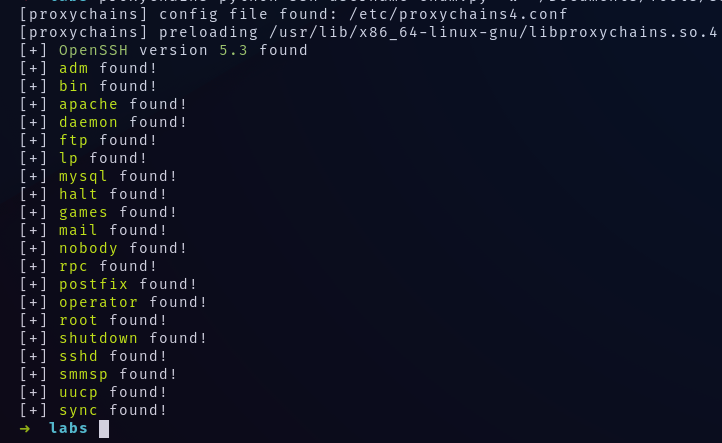 [proxychains] config file found: /etc/proxychains4.conf
[proxychains] preloading /usr/lib/x86_64-linux-gnu/libproxychains.so.4
[+] OpenSSH version 5.3 found
[+] adm found!
[+] bin found!
[+] apache found!
[+] daemon found!
[+] ftp found!
[+] lp found!
[+] mysql found!
[+] halt found!
[+] games found!
[+] mail found!
[+] nobody found!
[+] rpc found!
[+] postfix found!
[+] operator found!
[+] root found!
[+] shutdown found!
[+] sshd found!
[+] smmsp found!
[+] uucp found!
[+] sync found!
→ labs